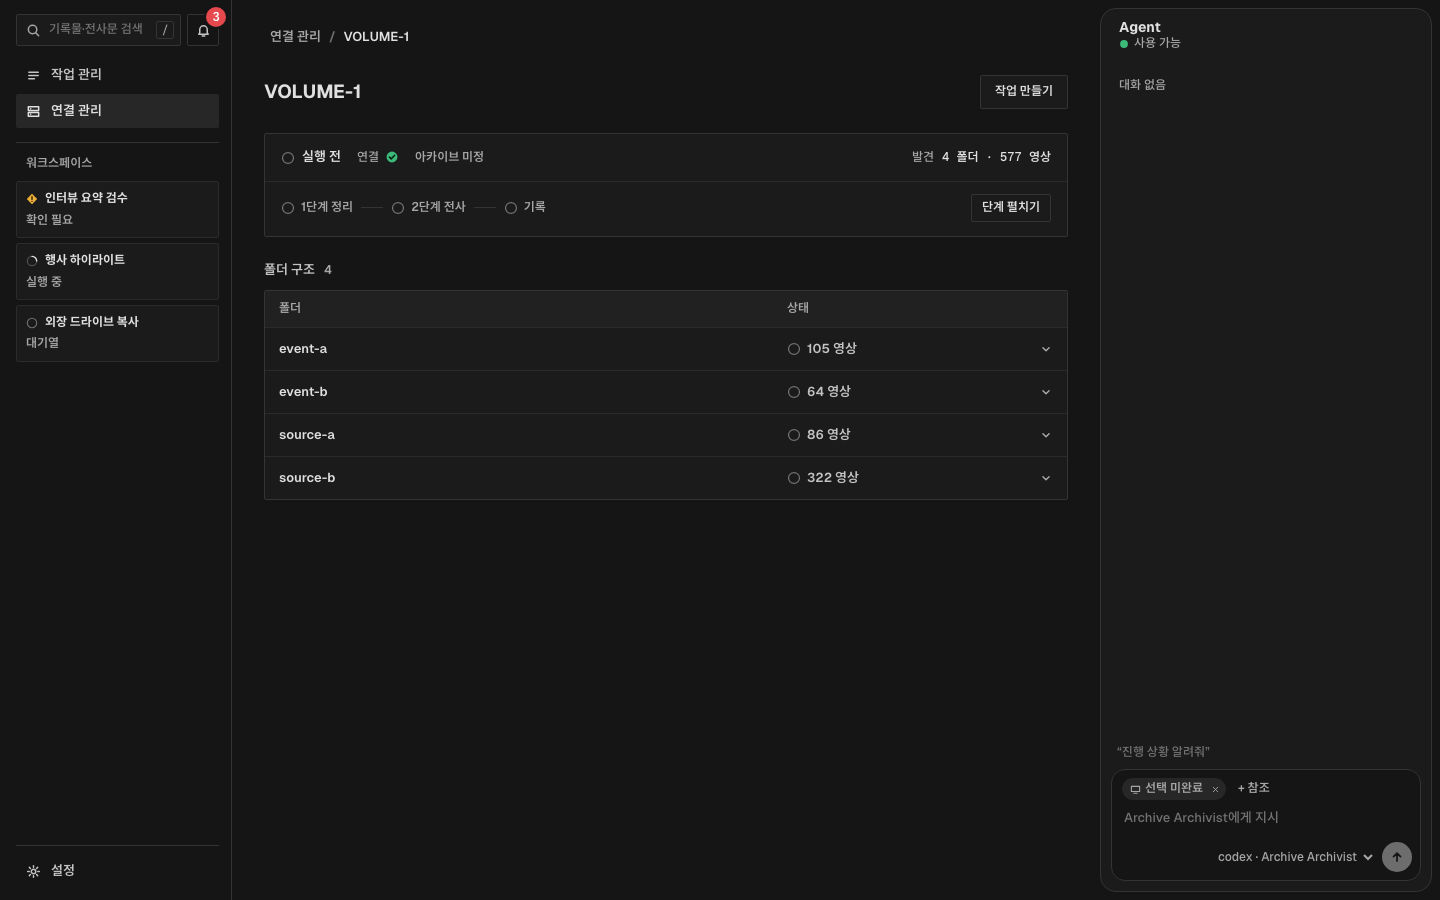 기록물·전사문 검색 /
3
작업 관리
연결 관리
워크스페이스
인터뷰 요약 검수
확인 필요
행사 하이라이트
실행 중
외장 드라이브 복사
대기열
설정
연결 관리 / VOLUME-1
VOLUME-1
작업 만들기
실행 전 연결 아카이브 미정
발견 4 폴더 · 577 영상
1단계 정리 2단계 전사 기록
단계 펼치기
폴더 구조 4
폴더 상태
event-a 105 영상
event-b 64 영상
source-a 86 영상
source-b 322 영상
Agent
사용 가능
대화 없음
“진행 상황 알려줘”
선택 미완료 × + 참조
Archive Archivist에게 지시
codex · Archive Archivist